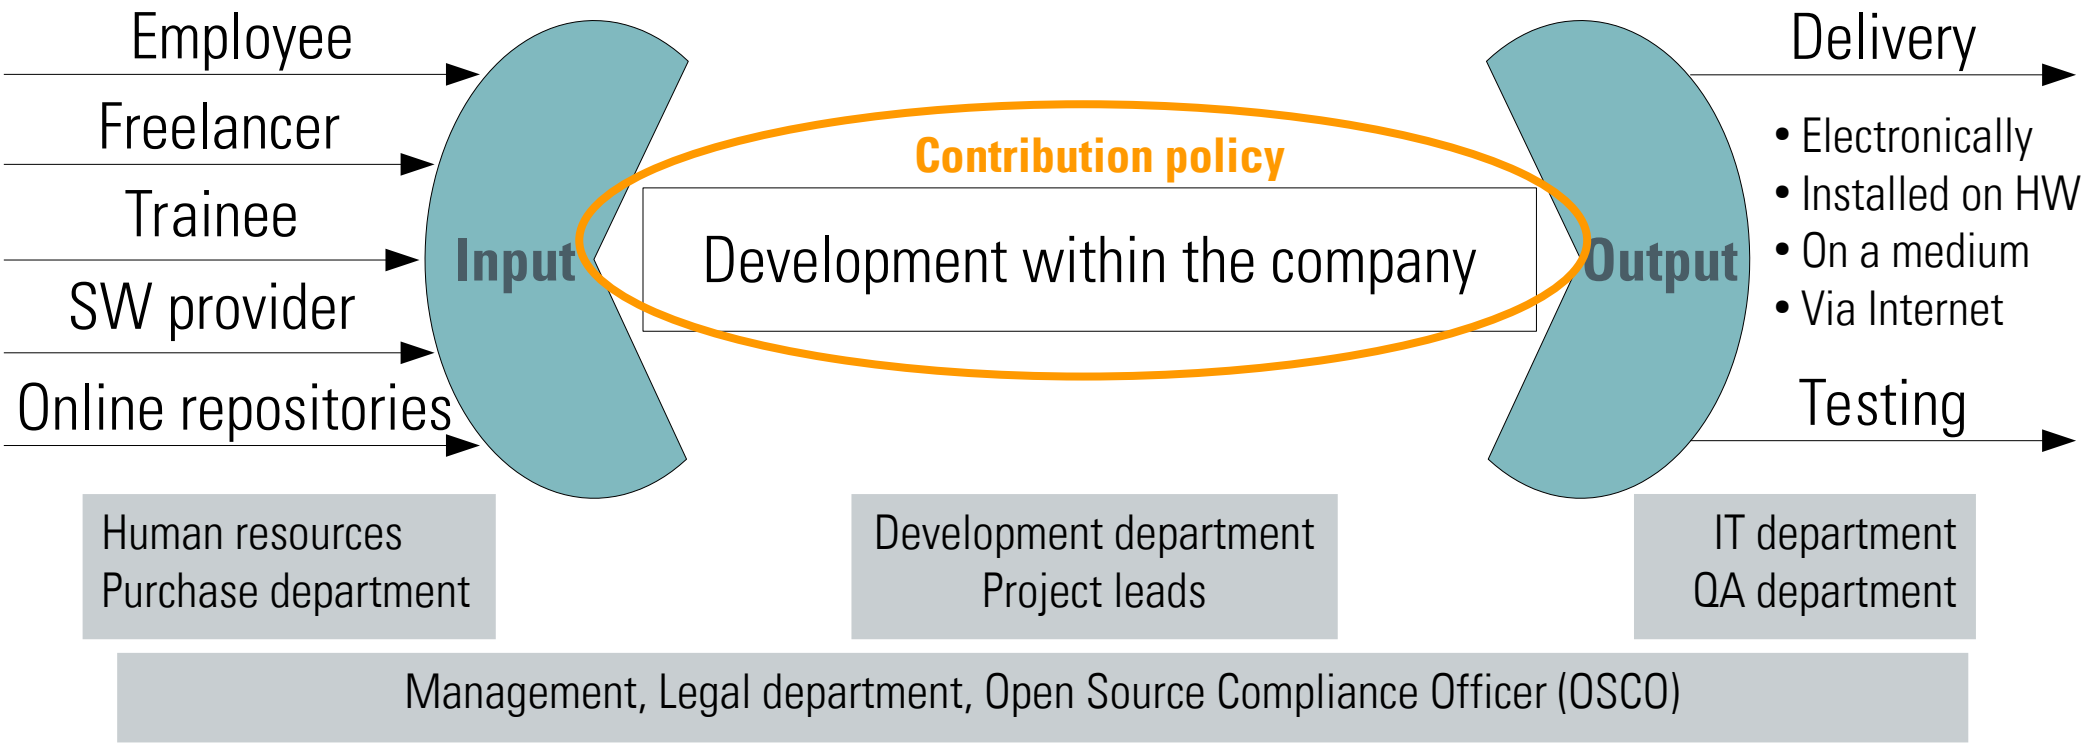 Employee
Freelancer
Trainee
SW provider
Online repositories
Input
Contribution policy
Development within the company
Output
Delivery
• Electronically
• Installed on HW
• On a medium
• Via Internet
Testing
Human resources
Purchase department
Development department
Project leads
IT department
QA department
Management, Legal department, Open Source Compliance Officer (OSCO)